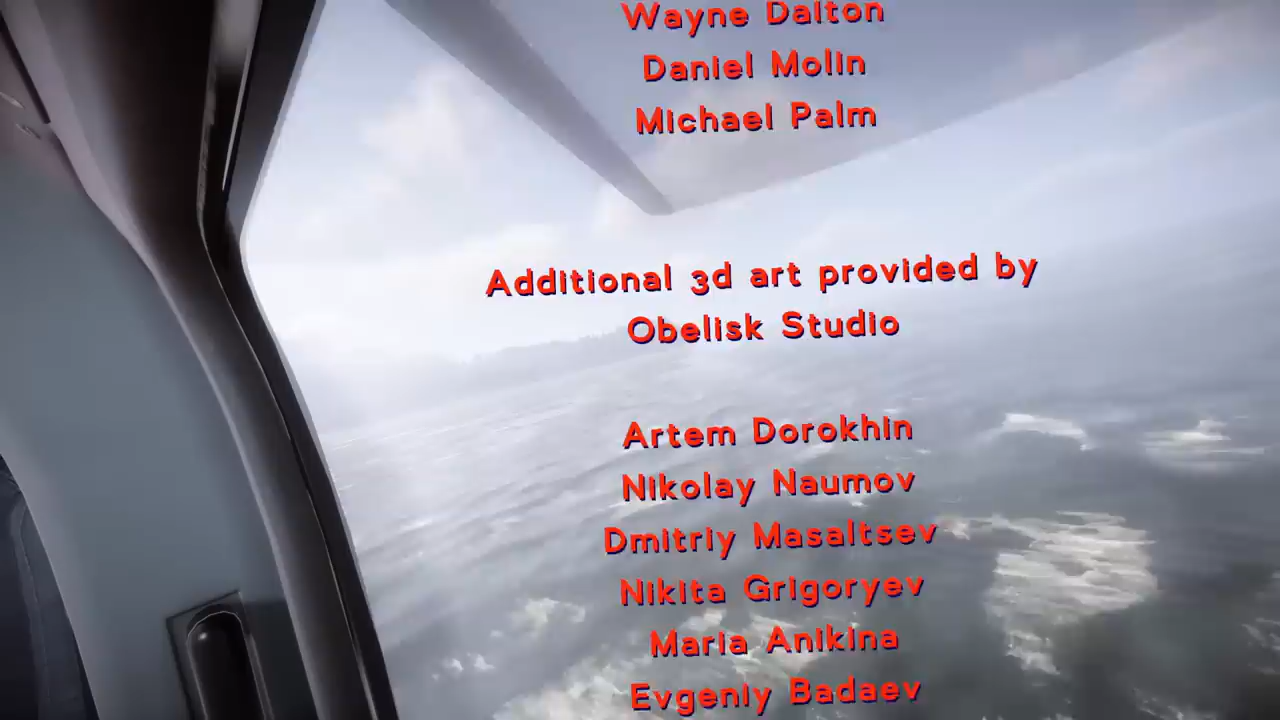 Wayne Dalton
Daniel Molin
Michael Palm
Additional 3d art provided by
Obelisk Studio
Artem Dorokhin
Nikolay Naumov
Dmitriy Masaltsev
Nikita Grigoryev
Maria Anikina
Evgeniy Badaev